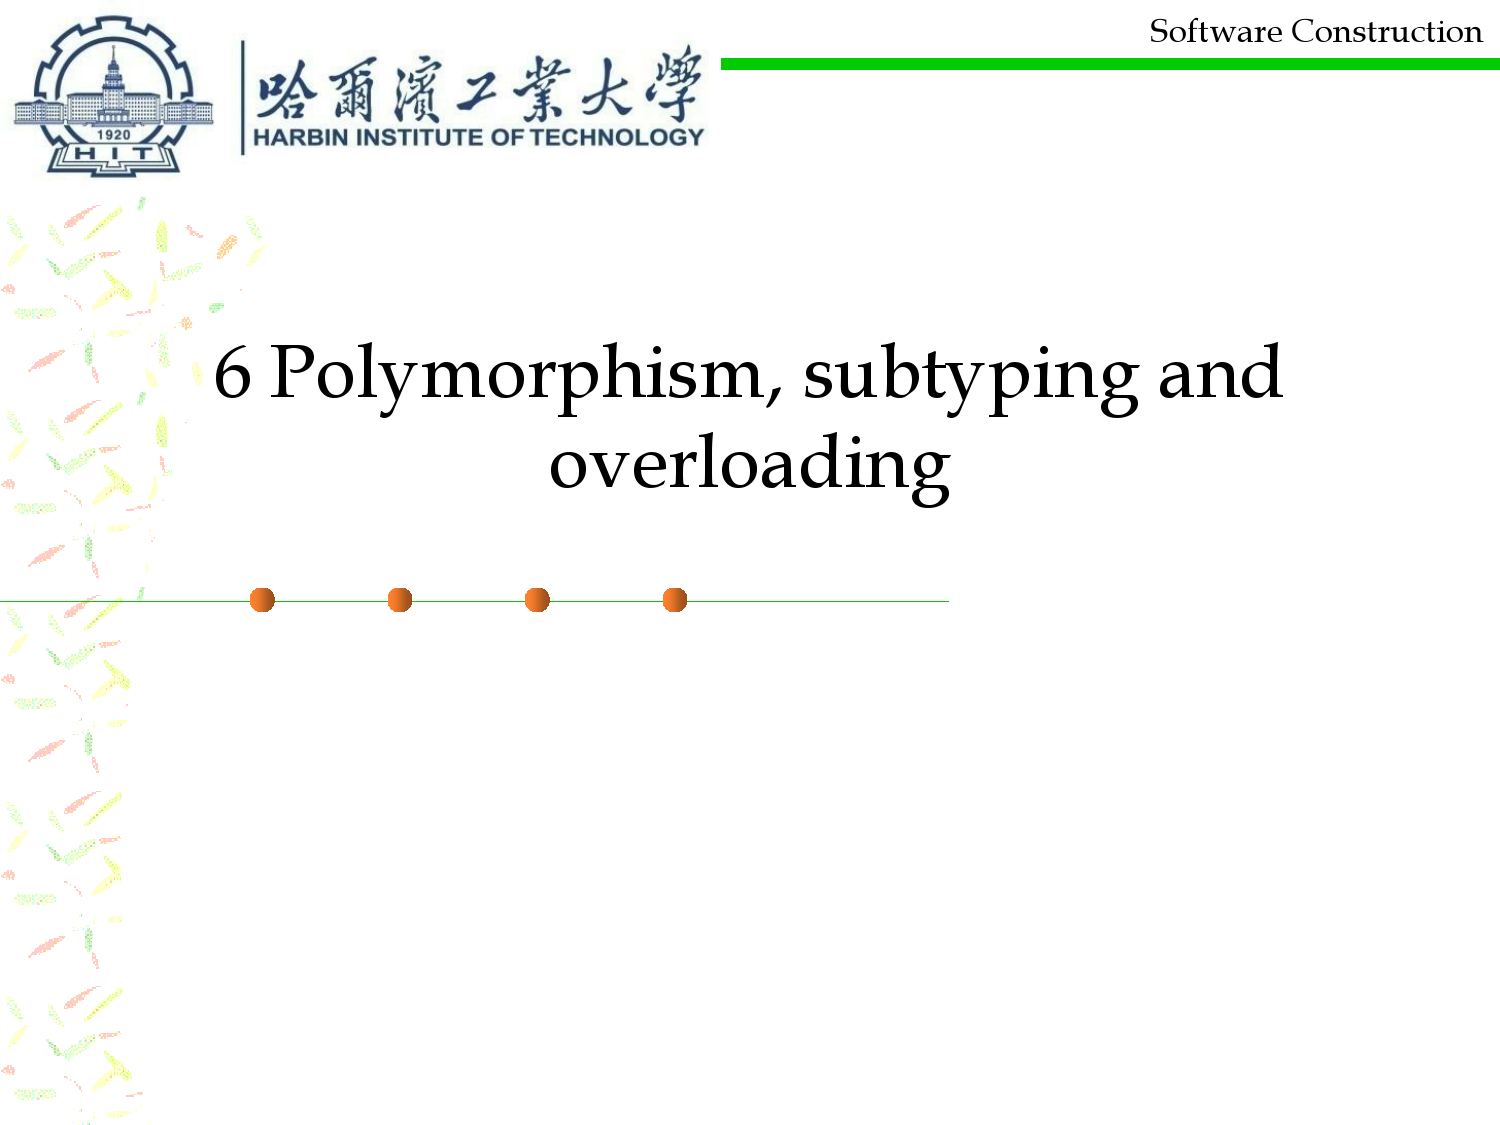 Software Construction
哈爾濱工業大學
HARBIN INSTITUTE OF TECHNOLOGY
1920
HIT
6 Polymorphism, subtyping and
overloading